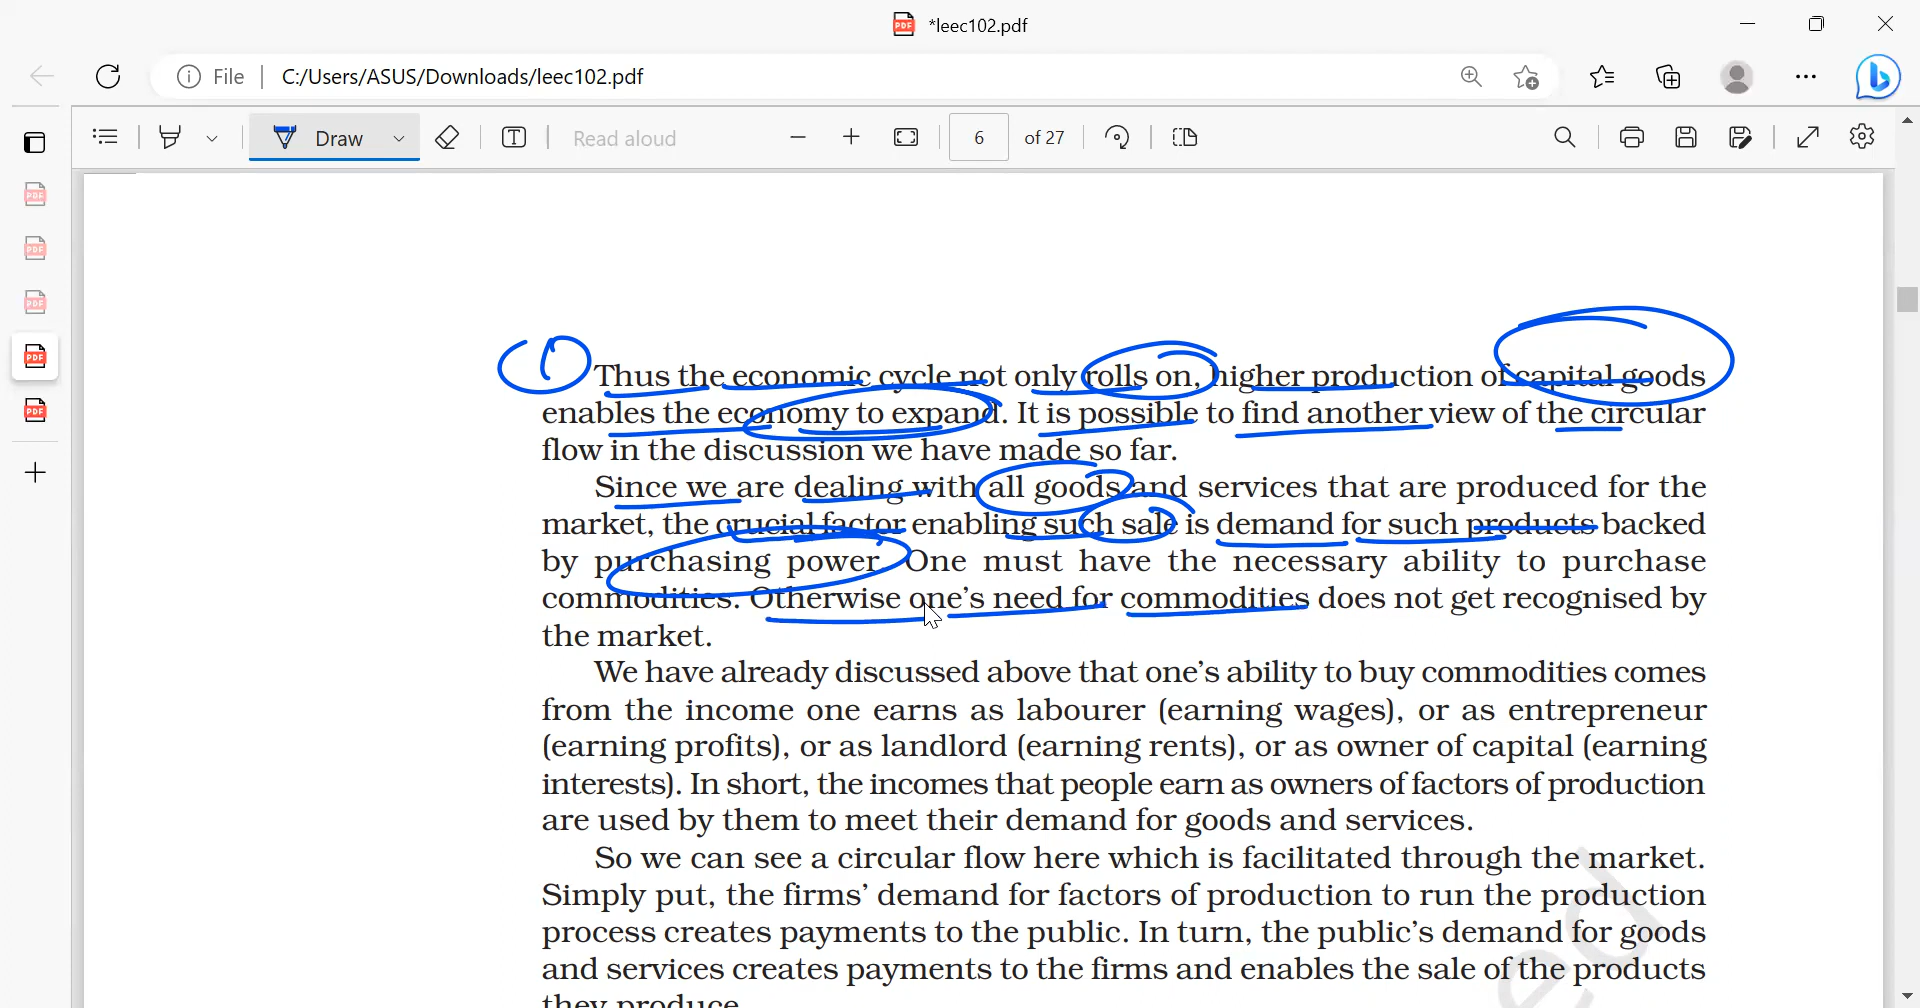 *leec102.pdf
File C:/Users/ASUS/Downloads/leec102.pdf
Draw Read aloud 6 of 27
1
Thus the economic cycle not only rolls on, higher production of capital goods
enables the economy to expand. It is possible to find another view of the circular
flow in the discussion we have made so far.
Since we are dealing with all goods and services that are produced for the
market, the crucial factor enabling such sale is demand for such products backed
by purchasing power. One must have the necessary ability to purchase
commodities. Otherwise one's need for commodities does not get recognised by
the market.
We have already discussed above that one's ability to buy commodities comes
from the income one earns as labourer (earning wages), or as entrepreneur
(earning profits), or as landlord (earning rents), or as owner of capital (earning
interests). In short, the incomes that people earn as owners of factors of production
are used by them to meet their demand for goods and services.
So we can see a circular flow here which is facilitated through the market.
Simply put, the firms' demand for factors of production to run the production
process creates payments to the public. In turn, the public's demand for goods
and services creates payments to the firms and enables the sale of the products
they produce.